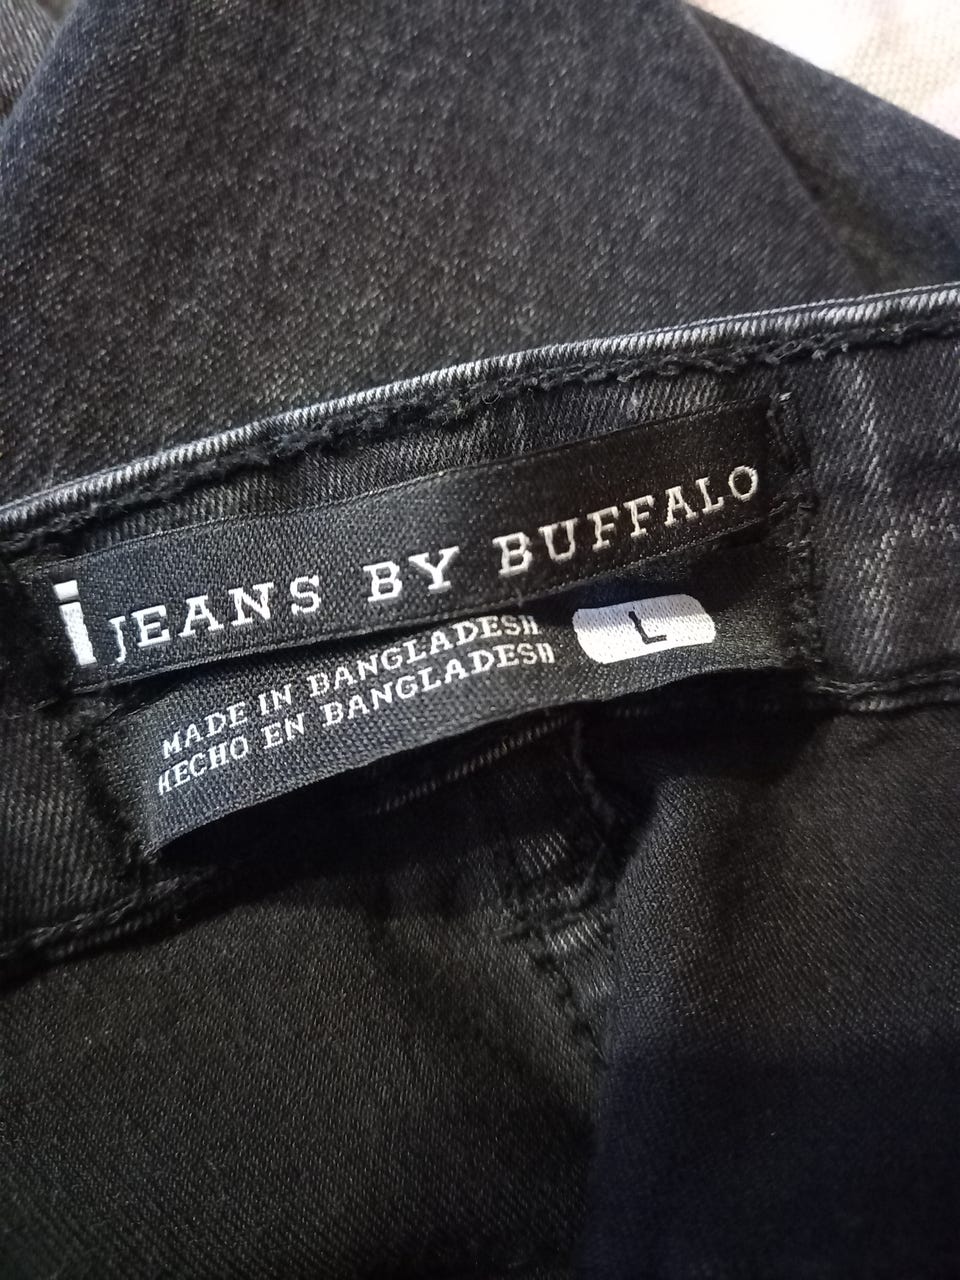 i JEANS BY BUFFALO
L
MADE IN BANGLADESH
HECHO EN BANGLADESH